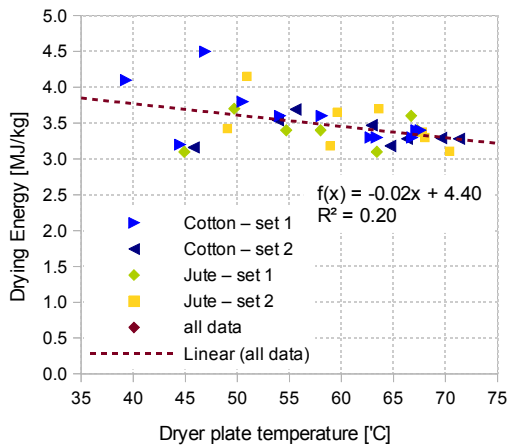 5.0
4.5
4.0
3.5
3.0
2.5
2.0
1.5
1.0
0.5
0.0
Drying Energy [MJ/kg]
f(x) = -0.02x + 4.40
R² = 0.20
Cotton – set 1
Cotton – set 2
Jute – set 1
Jute – set 2
all data
Linear (all data)
35 40 45 50 55 60 65 70 75
Dryer plate temperature ['C]